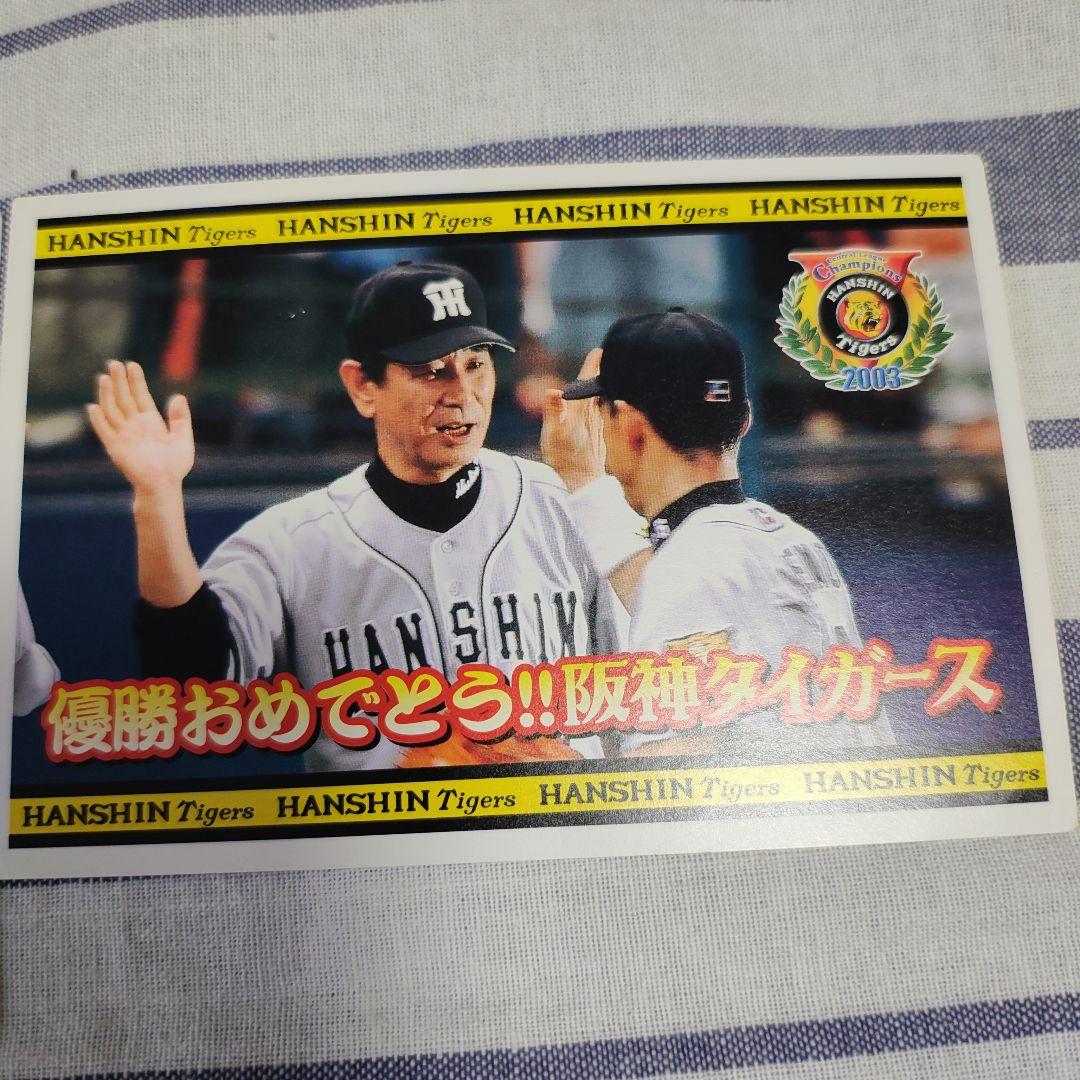 HANSHIN Tigers HANSHIN Tigers HANSHIN Tigers HANSHIN Tigers
Central League
Champions
HANSHIN
Tigers
2003
HANSHIN
優勝おめでとう!!阪神タイガース
HANSHIN Tigers HANSHIN Tigers HANSHIN Tigers HANSHIN Tigers